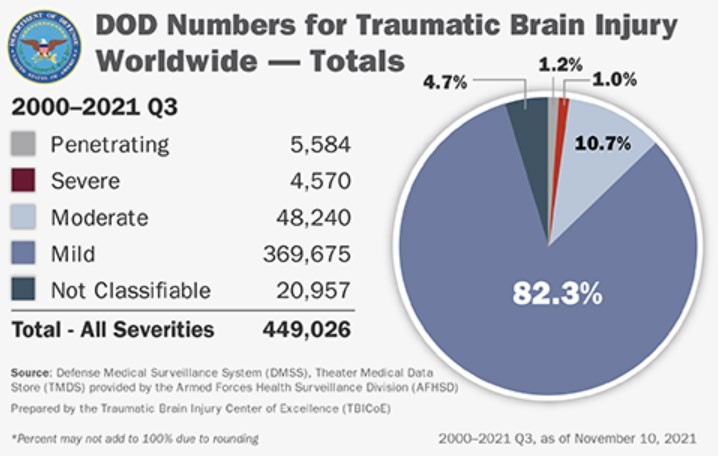 DOD Numbers for Traumatic Brain Injury
Worldwide — Totals
2000–2021 Q3
Penetrating 5,584
Severe 4,570
Moderate 48,240
Mild 369,675
Not Classifiable 20,957
Total - All Severities 449,026
4.7%
1.2%
1.0%
10.7%
82.3%
Source: Defense Medical Surveillance System (DMSS), Theater Medical Data
Store (TMDS) provided by the Armed Forces Health Surveillance Division (AFHSD)
Prepared by the Traumatic Brain Injury Center of Excellence (TBICoE)
*Percent may not add to 100% due to rounding
2000–2021 Q3, as of November 10, 2021